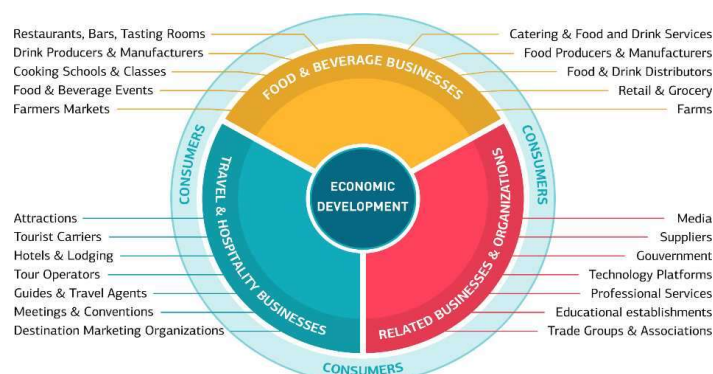 Restaurants, Bars, Tasting Rooms
Drink Producers & Manufacturers
Cooking Schools & Classes
Food & Beverage Events
Farmers Markets
Catering & Food and Drink Services
Food Producers & Manufacturers
Food & Drink Distributors
Retail & Grocery
Farms
FOOD & BEVERAGE BUSINESSES
CONSUMERS
CONSUMERS
ECONOMIC
DEVELOPMENT
TRAVEL & HOSPITALITY BUSINESSES
RELATED BUSINESSES & ORGANIZATIONS
Attractions
Tourist Carriers
Hotels & Lodging
Tour Operators
Guides & Travel Agents
Meetings & Conventions
Destination Marketing Organizations
Media
Suppliers
Gouvernment
Technology Platforms
Professional Services
Educational establishments
Trade Groups & Associations
CONSUMERS